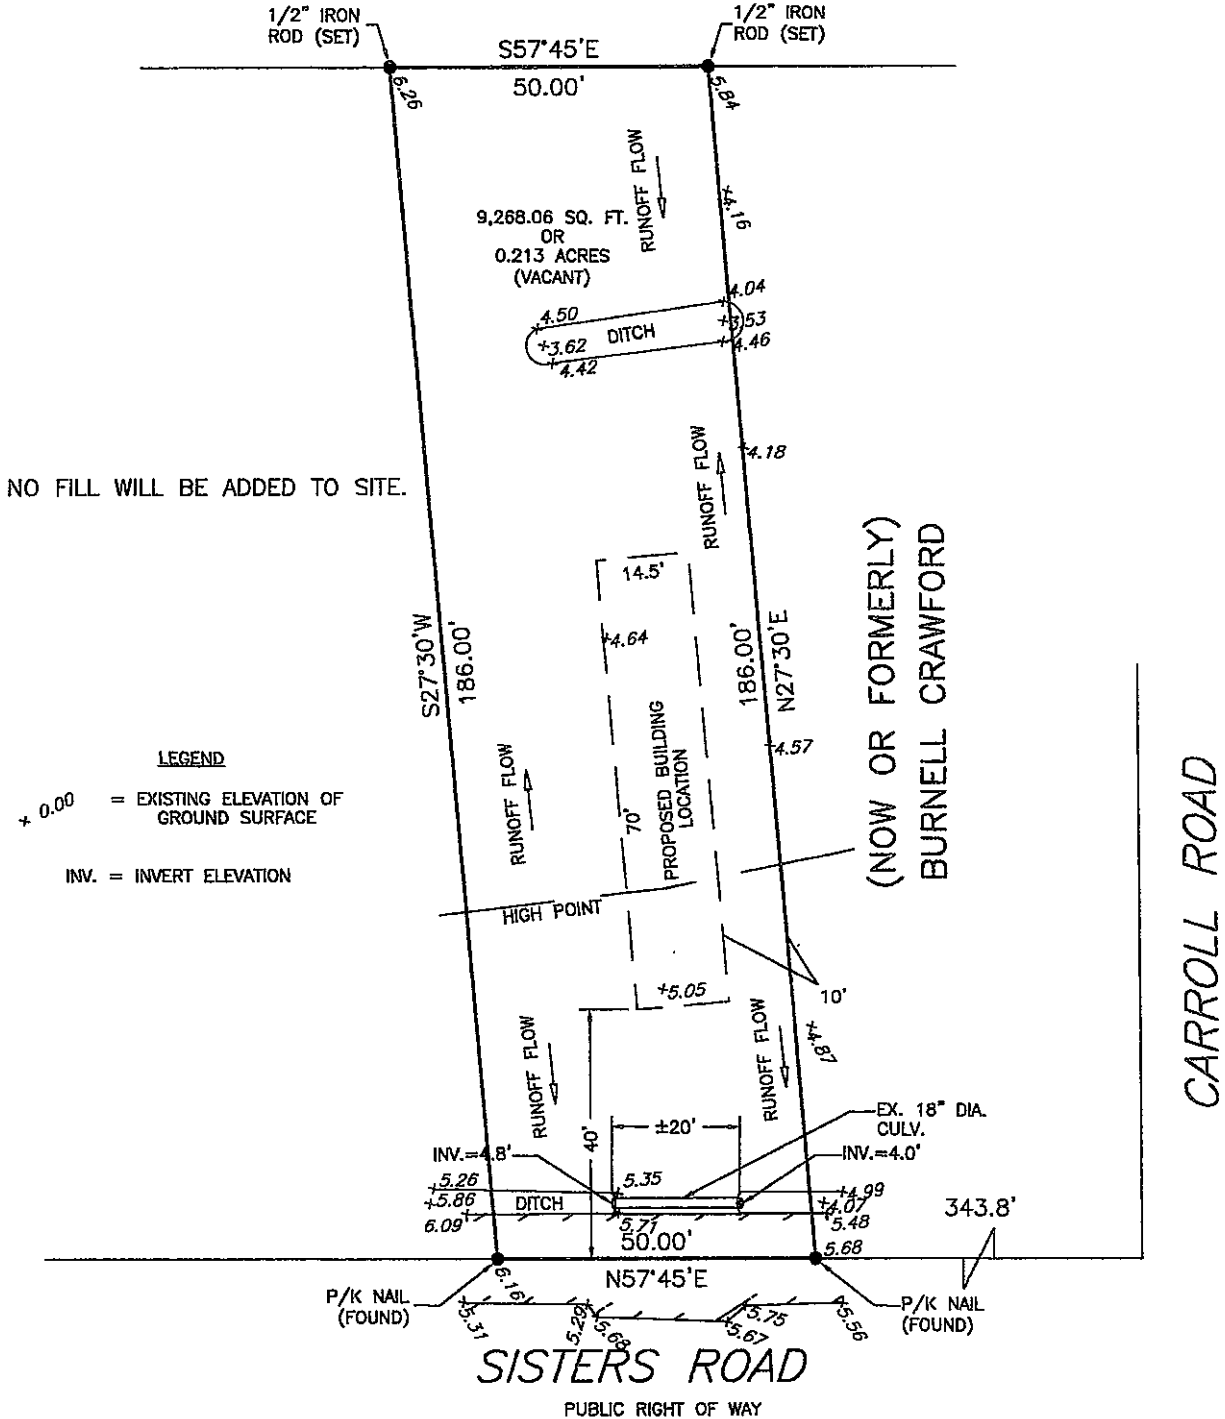 1/2" IRON
ROD (SET)
1/2" IRON
ROD (SET)
S57°45'E
50.00'
6.26
5.84
RUNOFF FLOW
4.16
9,268.06 SQ. FT.
OR
0.213 ACRES
(VACANT)
4.04
4.50
DITCH
3.53
3.62
4.46
4.42
4.18
RUNOFF FLOW
NO FILL WILL BE ADDED TO SITE.
14.5'
4.64
S27°30'W
186.00'
186.00'
N27°30'E
(NOW OR FORMERLY)
BURNELL CRAWFORD
4.57
LEGEND
+ 0.00 = EXISTING ELEVATION OF
GROUND SURFACE
INV. = INVERT ELEVATION
RUNOFF FLOW
70'
PROPOSED BUILDING
LOCATION
HIGH POINT
CARROLL ROAD
+5.05
10'
4.87
RUNOFF FLOW
RUNOFF FLOW
40'
±20'
EX. 18" DIA.
CULV.
INV.=4.8'
INV.=4.0'
5.26
5.35
4.99
5.86
DITCH
4.07
6.09
5.71
5.48
343.8'
50.00'
5.68
N57°45'E
6.16
P/K NAIL
(FOUND)
P/K NAIL
(FOUND)
5.31
5.29
5.68
5.67
5.75
5.56
SISTERS ROAD
PUBLIC RIGHT OF WAY